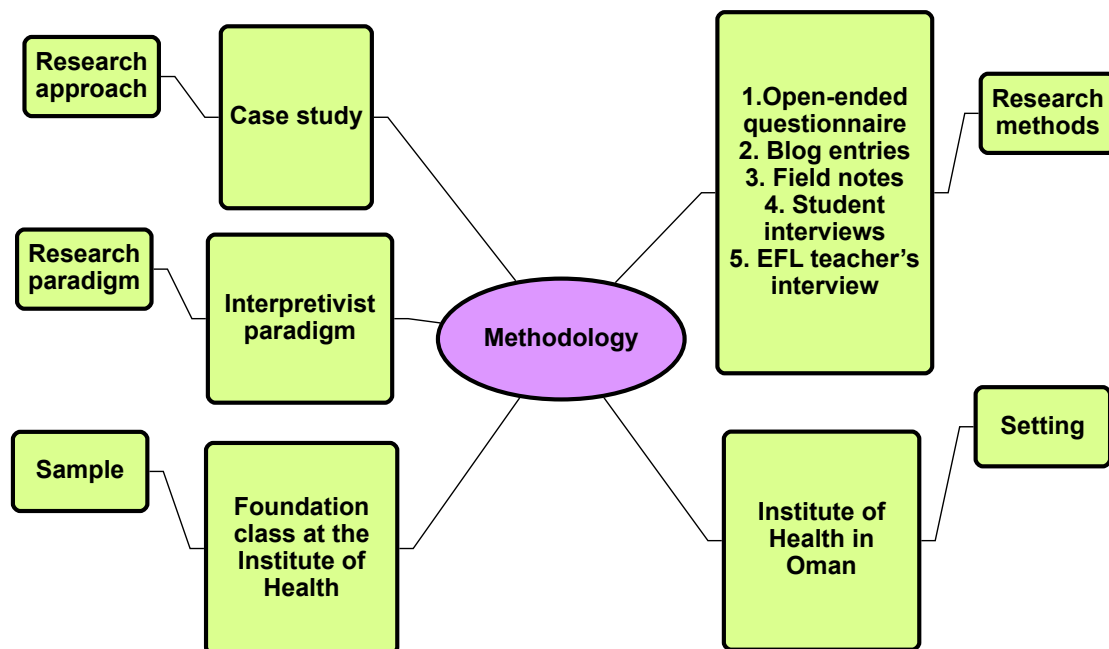 Research
approach
Case study
Research
paradigm
Interpretivist
paradigm
Sample
Foundation
class at the
Institute of
Health
Methodology
1.Open-ended
questionnaire
2. Blog entries
3. Field notes
4. Student
interviews
5. EFL teacher’s
interview
Research
methods
Setting
Institute of
Health in
Oman